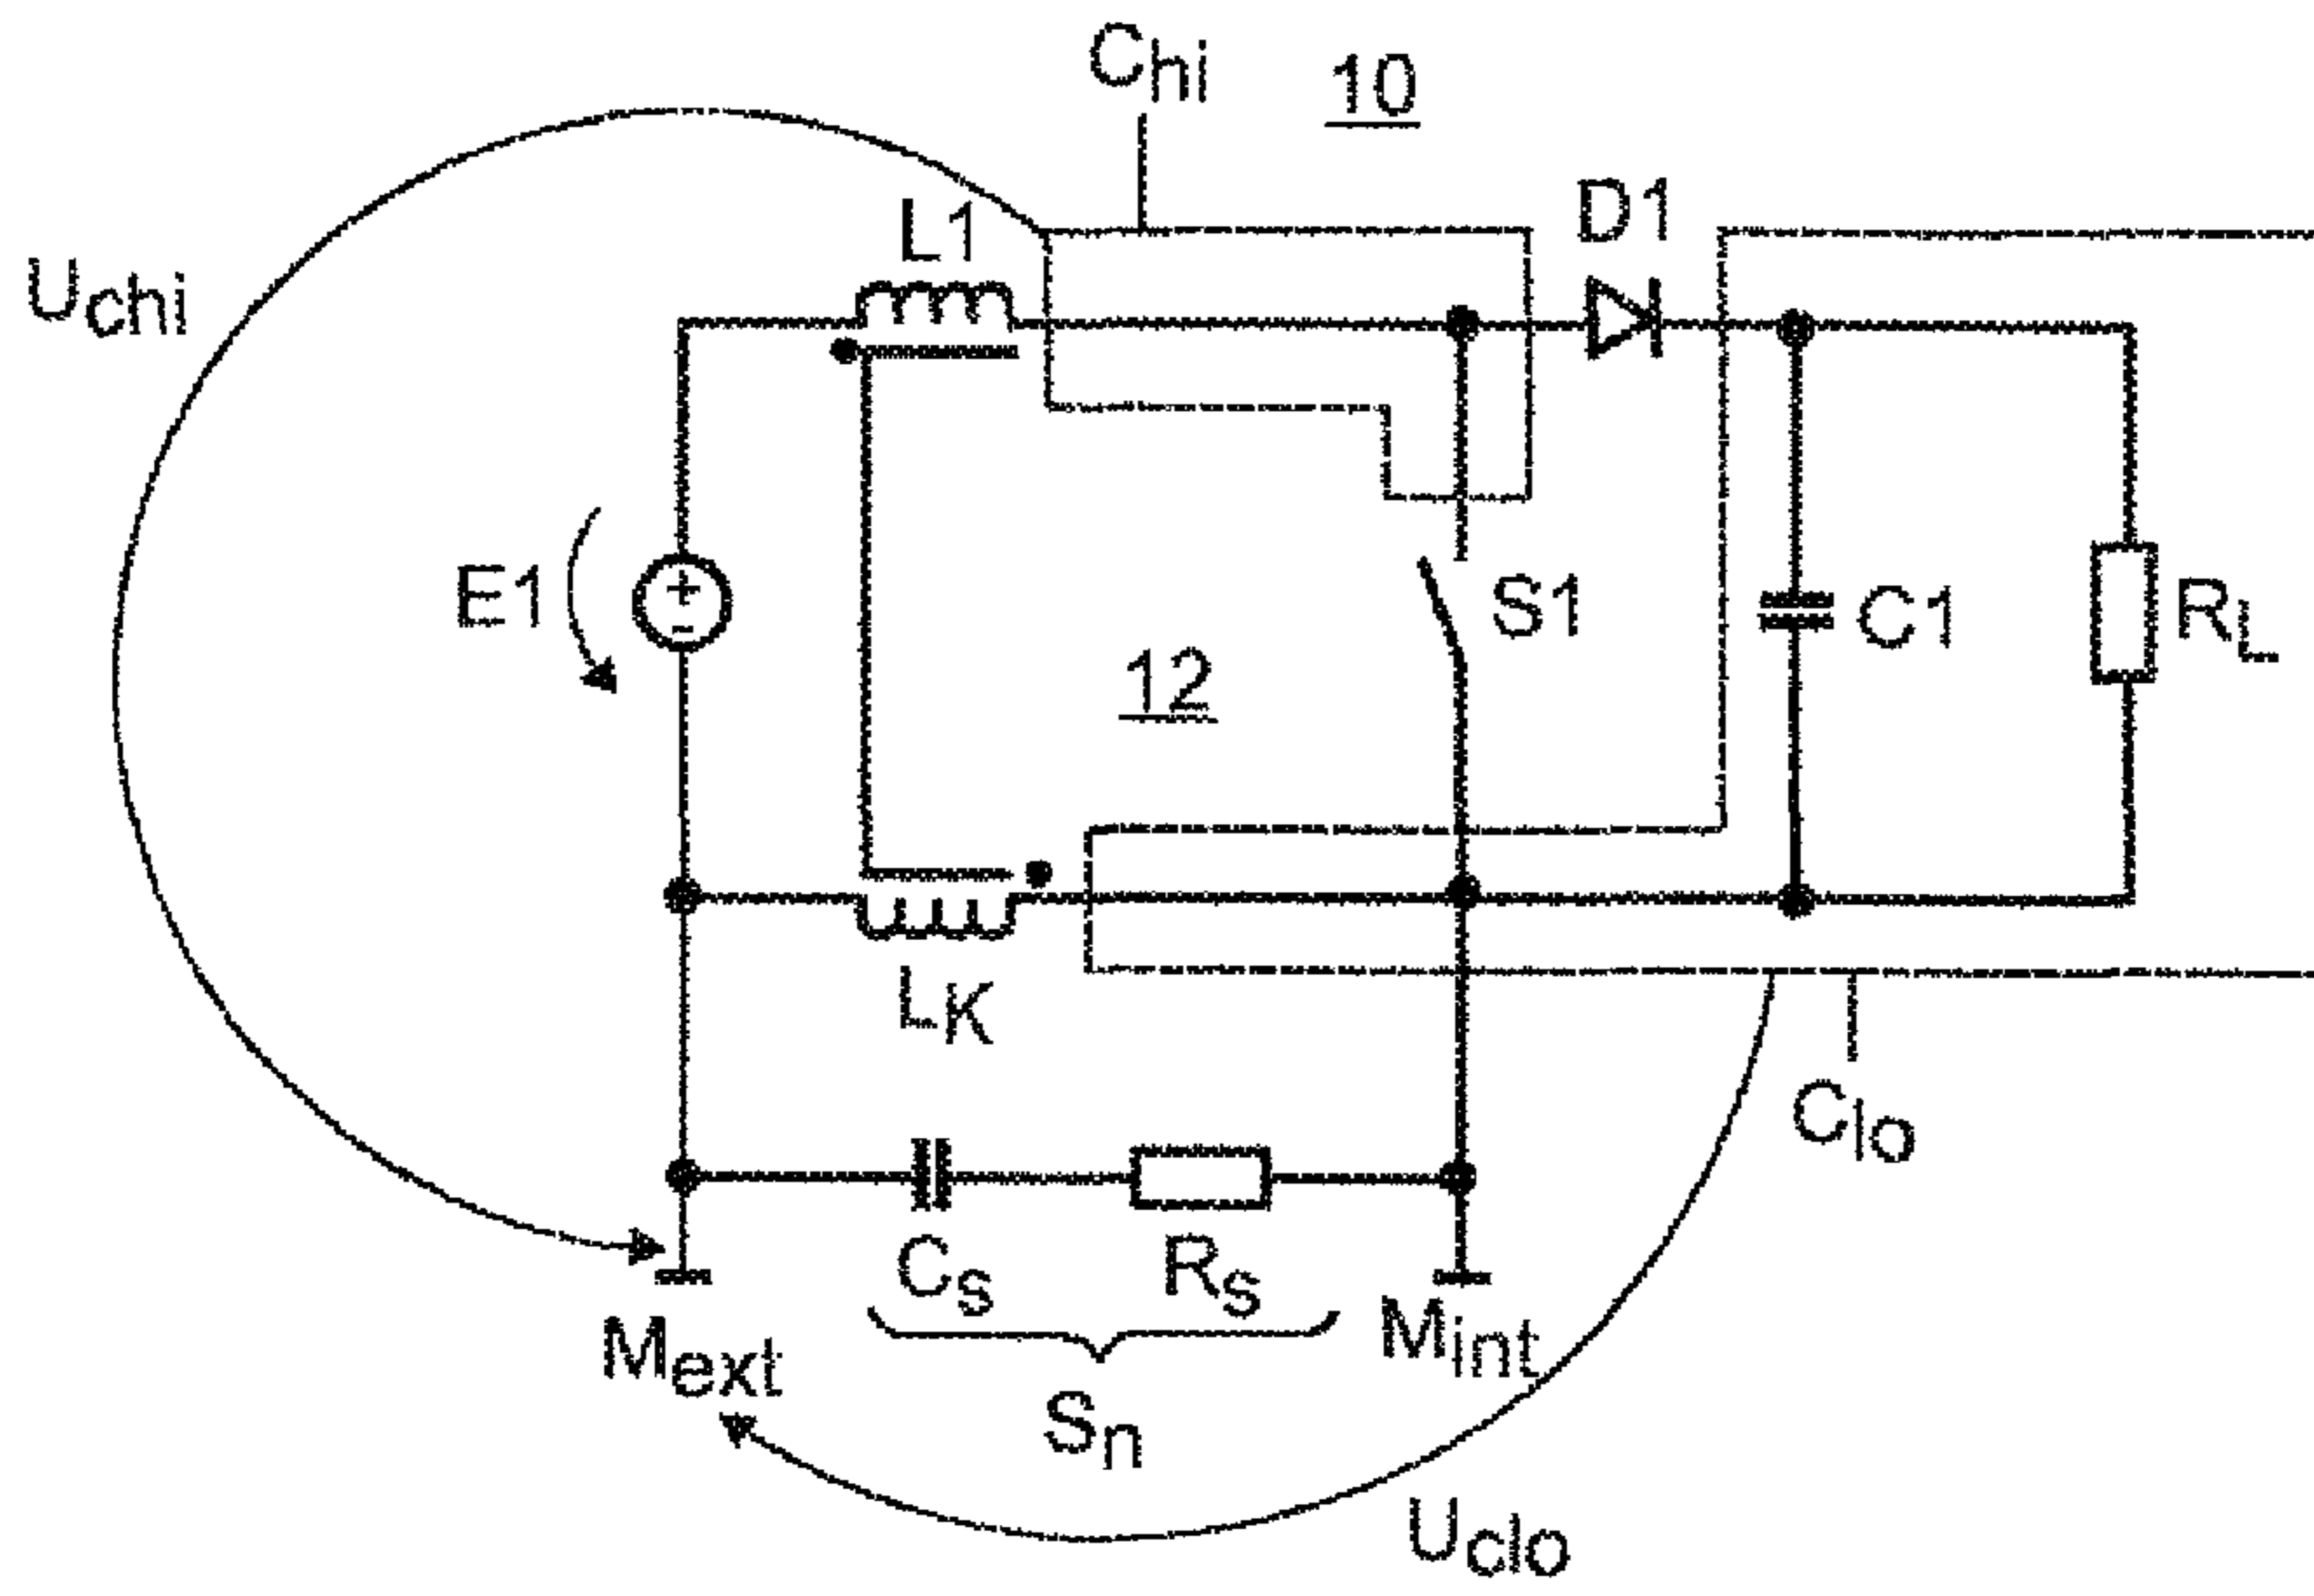 Chi
10
D1
L1
Uchi
+
E1
-
S1
C1
RL
12
LK
Clo
Cs
Rs
Mext
Mint
Sn
Uclo